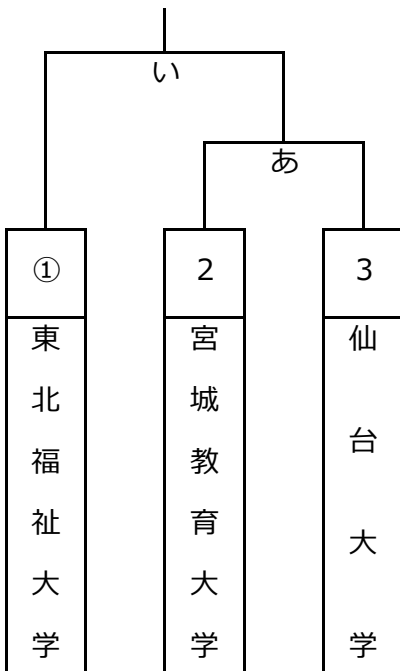 い
あ
① 2 3
東北福祉大学
宮城教育大学
仙台大学